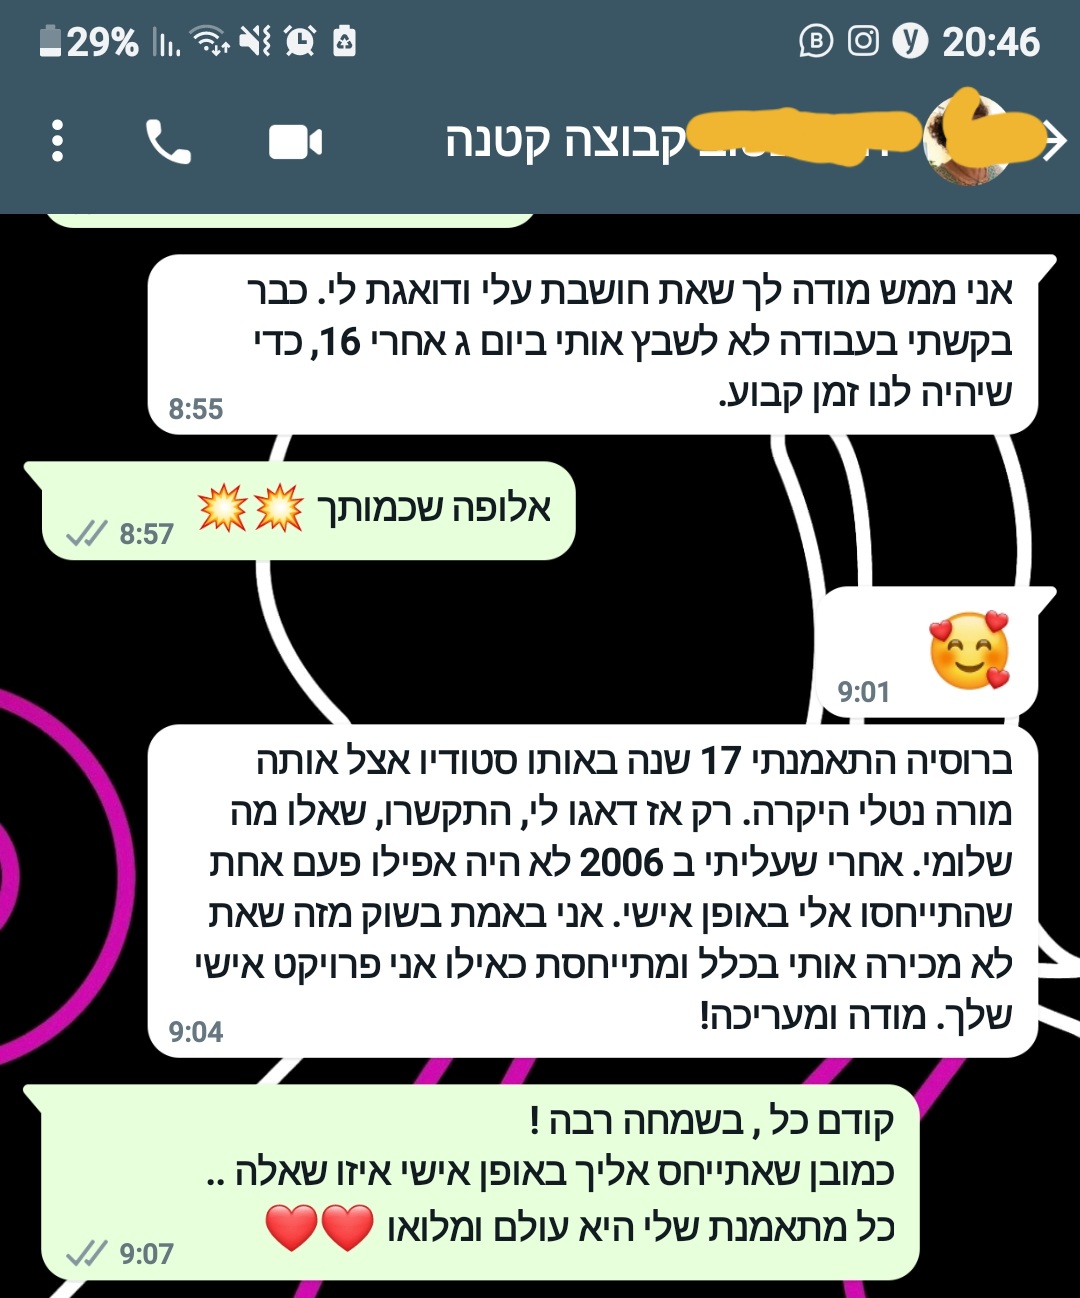 29%
20:46
קבוצה קטנה
אני ממש מודה לך שאת חושבת עלי ודואגת לי. כבר
בקשתי בעבודה לא לשבץ אותי ביום ג אחרי 16, כדי
שיהיה לנו זמן קבוע.
8:55
אלופה שכמותך 💥💥
8:57
🥰
9:01
ברוסיה התאמנתי 17 שנה באותו סטודיו אצל אותה
מורה נטלי היקרה. רק אז דאגו לי, התקשרו, שאלו מה
שלומי. אחרי שעליתי ב 2006 לא היה אפילו פעם אחת
שהתייחסו אלי באופן אישי. אני באמת בשוק מזה שאת
לא מכירה אותי בכלל ומתייחסת כאילו אני פרויקט אישי
שלך. מודה ומעריכה!
9:04
קודם כל , בשמחה רבה !
כמובן שאתייחס אליך באופן אישי איזו שאלה ..
כל מתאמנת שלי היא עולם ומלואו ❤️❤️
9:07